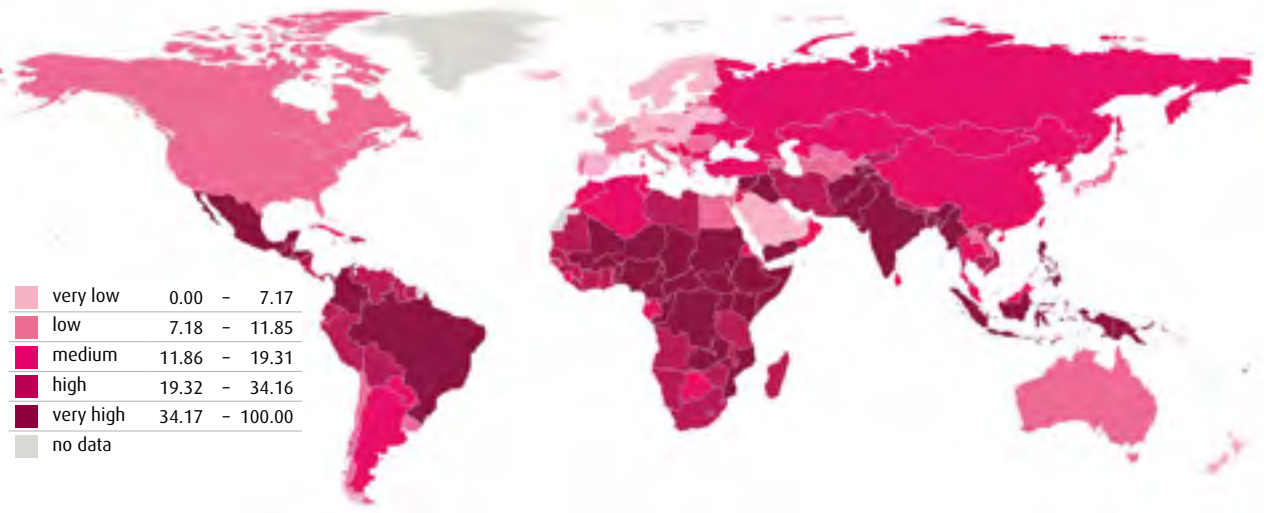 very low 0.00 – 7.17
low 7.18 – 11.85
medium 11.86 – 19.31
high 19.32 – 34.16
very high 34.17 – 100.00
no data